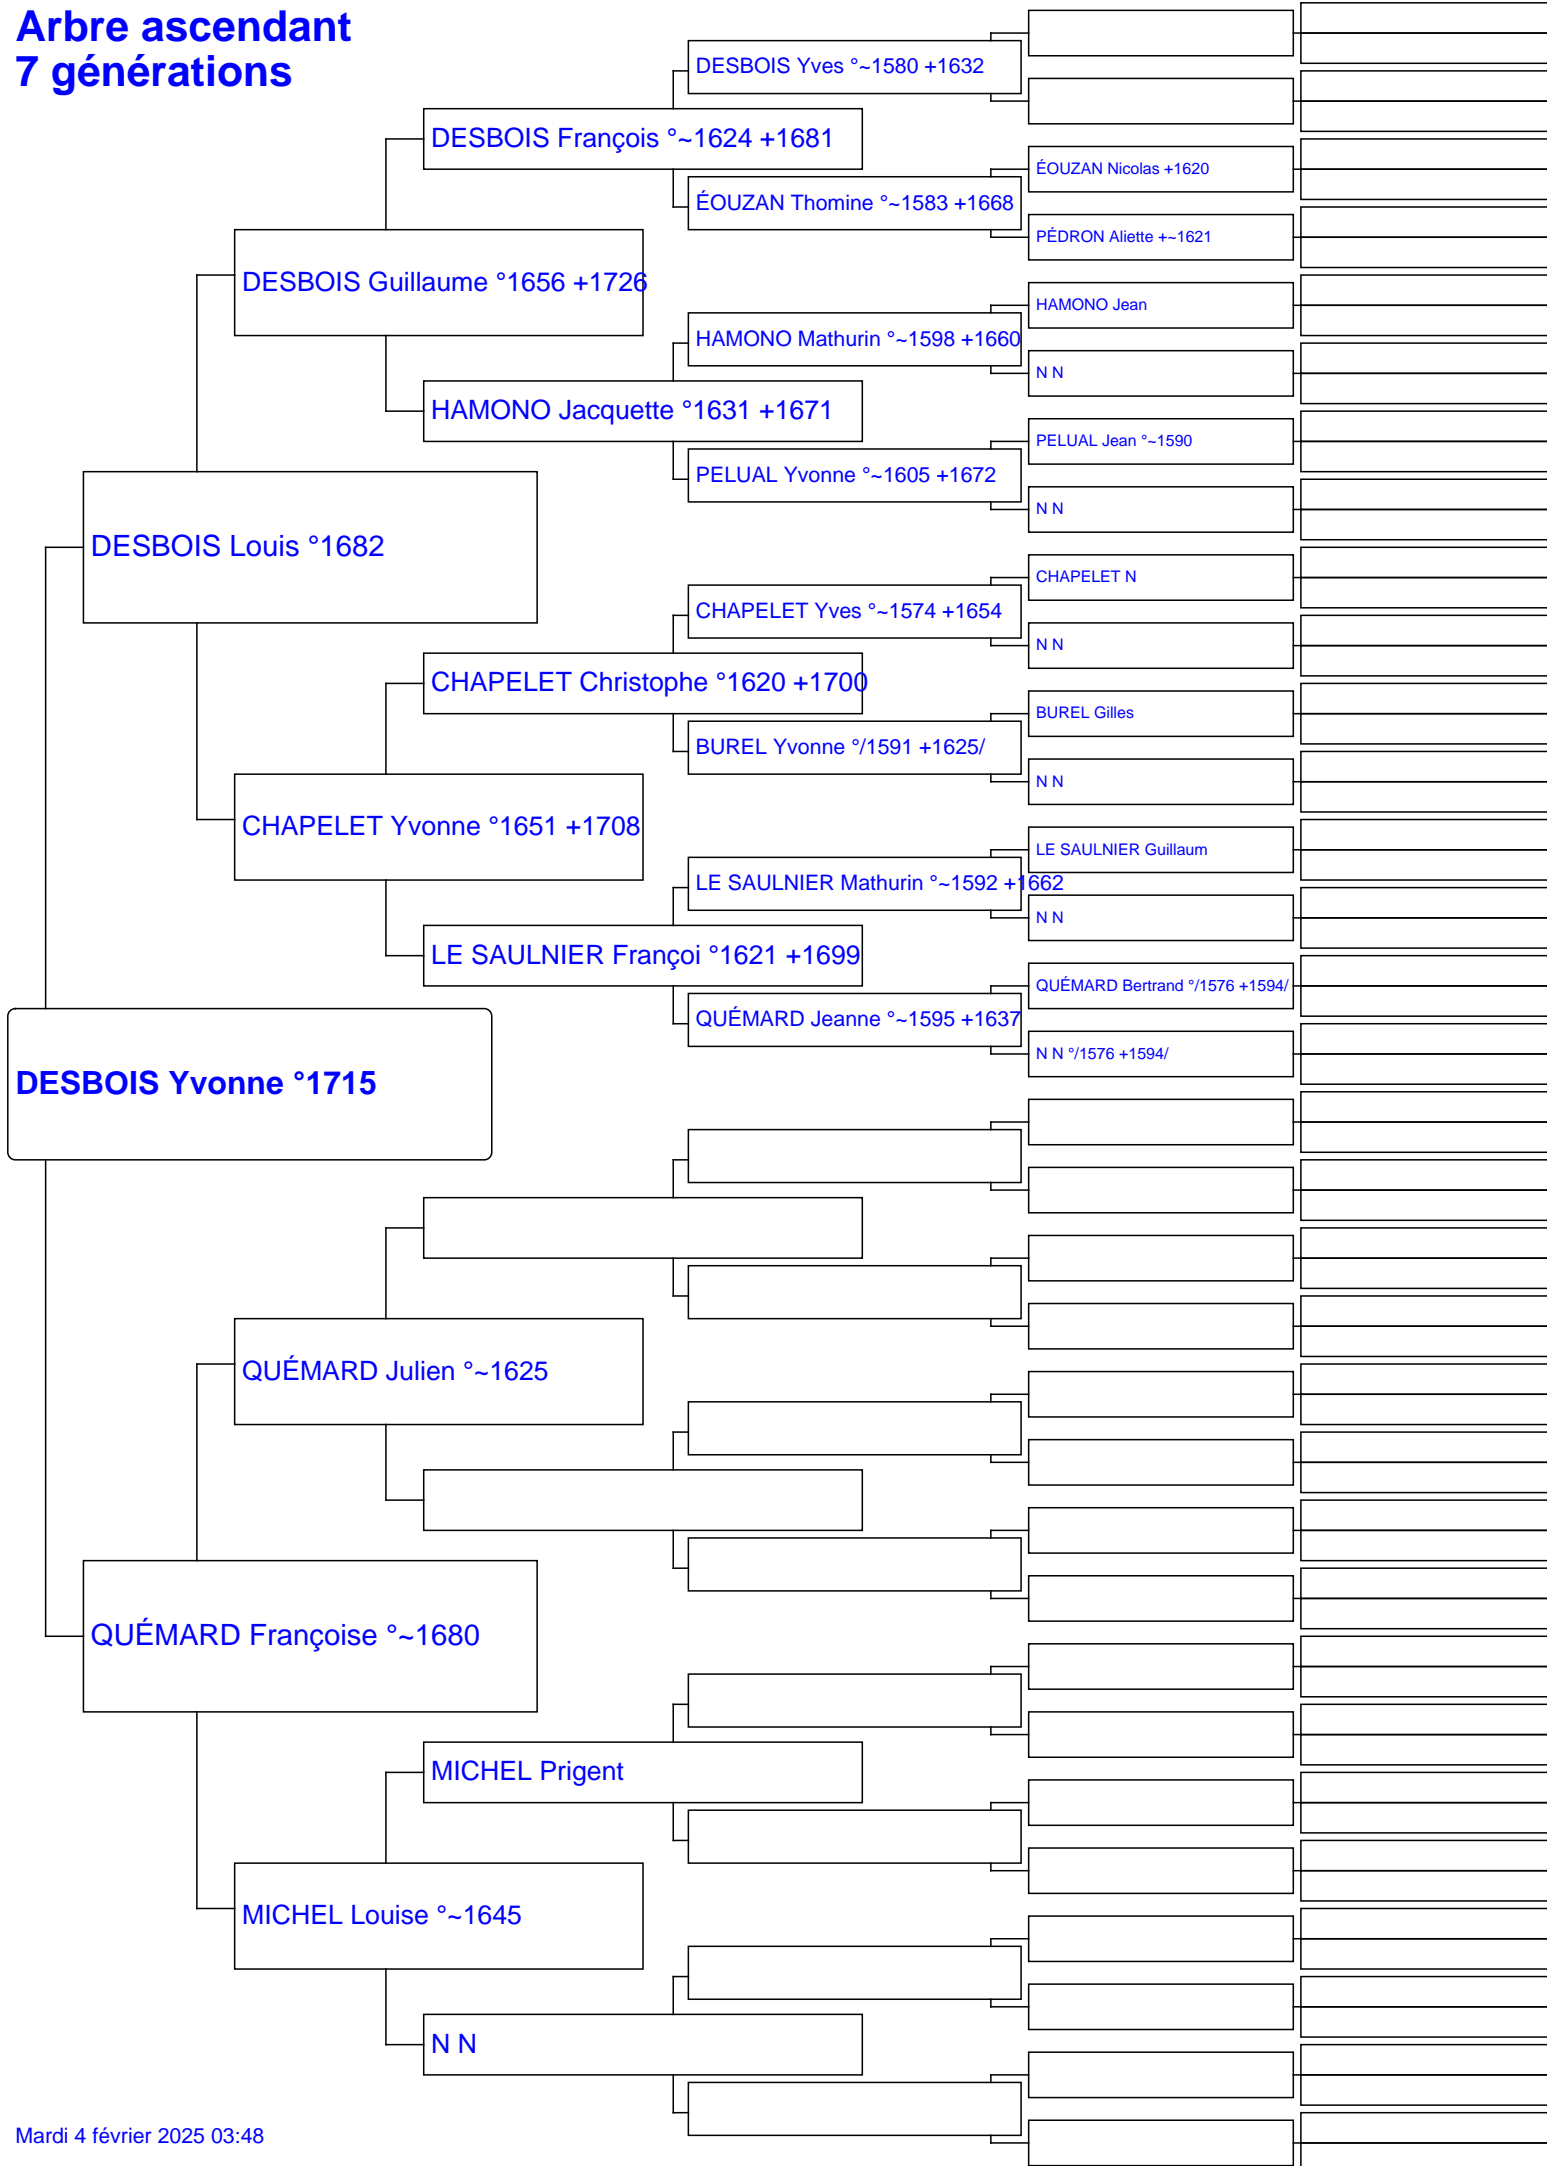 Arbre ascendant
7 générations
DESBOIS Yves °~1580 +1632
DESBOIS François °~1624 +1681
ÉOUZAN Nicolas +1620
ÉOUZAN Thomine °~1583 +1668
PÉDRON Aliette +~1621
DESBOIS Guillaume °1656 +1726
HAMONO Jean
HAMONO Mathurin °~1598 +1660
N N
HAMONO Jacquette °1631 +1671
PELUAL Jean °~1590
PELUAL Yvonne °~1605 +1672
N N
DESBOIS Louis °1682
CHAPELET N
CHAPELET Yves °~1574 +1654
N N
CHAPELET Christophe °1620 +1700
BUREL Gilles
BUREL Yvonne °/1591 +1625/
N N
CHAPELET Yvonne °1651 +1708
LE SAULNIER Guillaum
LE SAULNIER Mathurin °~1592 +1662
N N
LE SAULNIER Françoi °1621 +1699
QUÉMARD Bertrand °/1576 +1594/
QUÉMARD Jeanne °~1595 +1637
N N °/1576 +1594/
DESBOIS Yvonne °1715
QUÉMARD Julien °~1625
QUÉMARD Françoise °~1680
MICHEL Prigent
MICHEL Louise °~1645
N N
Mardi 4 février 2025 03:48